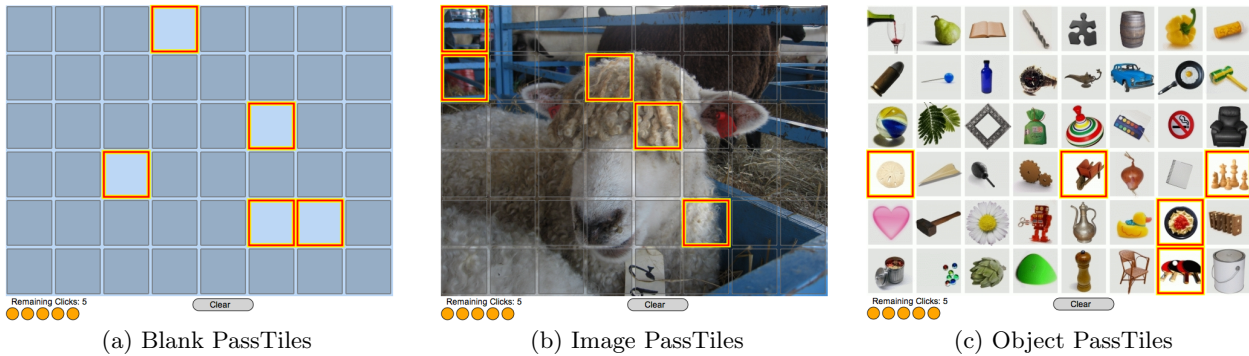 Remaining Clicks: 5
Clear
(a) Blank PassTiles
Remaining Clicks: 5
Clear
(b) Image PassTiles
Remaining Clicks: 5
Clear
(c) Object PassTiles